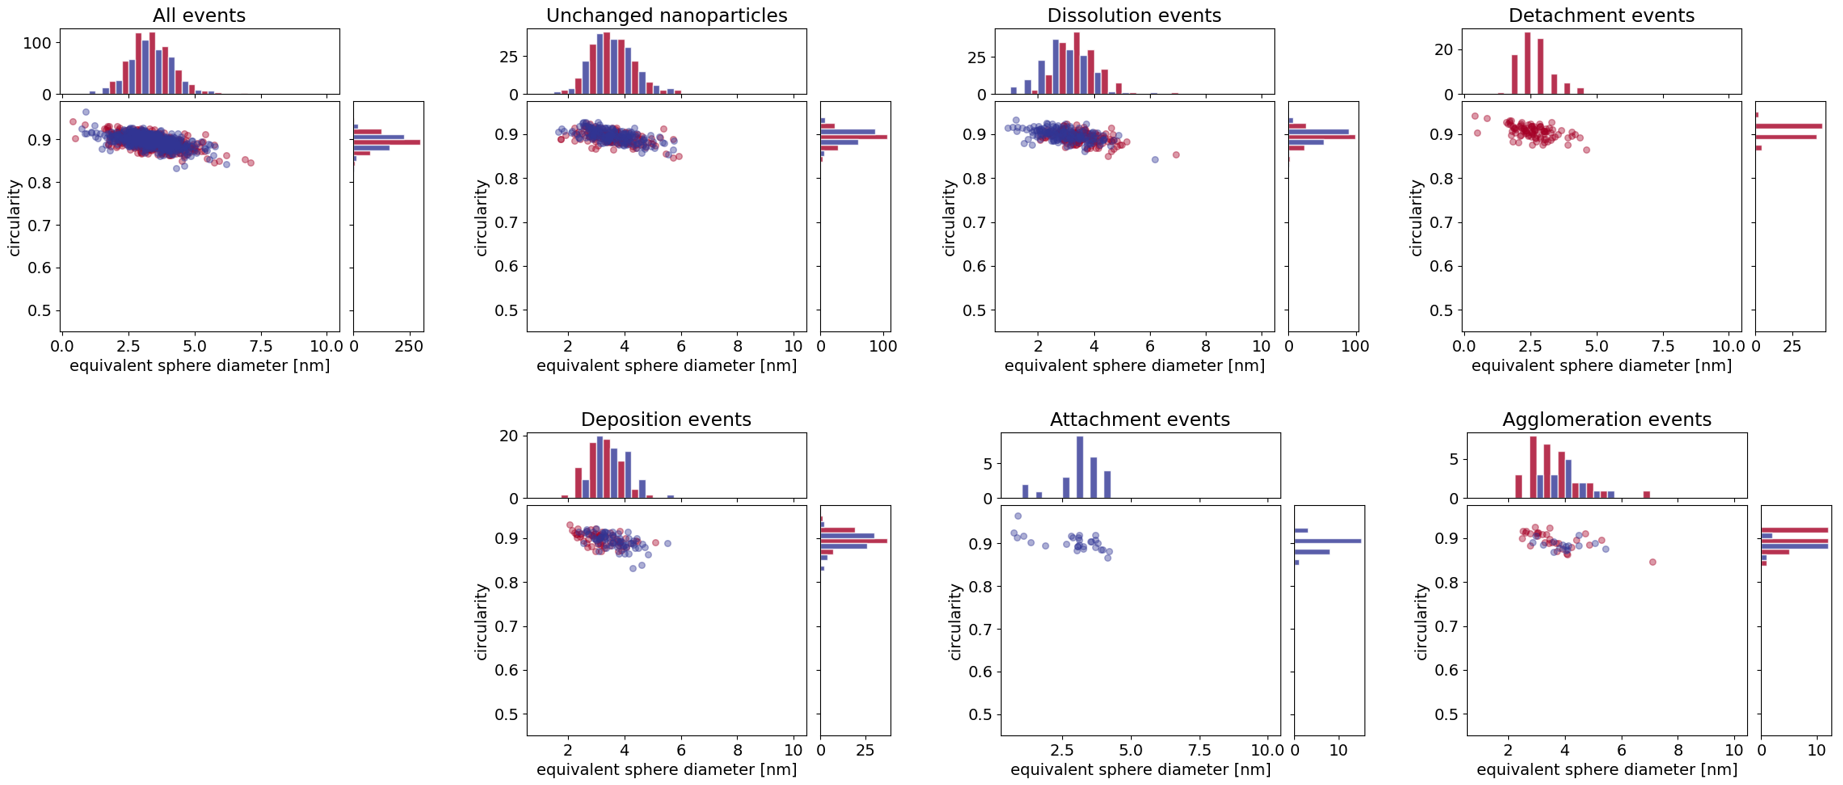 All events
100
0
0.9
0.8
0.7
0.6
0.5
circularity
0.0 2.5 5.0 7.5 10.0 0 250
equivalent sphere diameter [nm]
Unchanged nanoparticles
25
0
0.9
0.8
0.7
0.6
0.5
circularity
2 4 6 8 10 0 100
equivalent sphere diameter [nm]
Dissolution events
25
0
0.9
0.8
0.7
0.6
0.5
circularity
2 4 6 8 10 0 100
equivalent sphere diameter [nm]
Detachment events
20
0
0.9
0.8
0.7
0.6
0.5
circularity
0.0 2.5 5.0 7.5 10.0 0 25
equivalent sphere diameter [nm]
Deposition events
20
0
0.9
0.8
0.7
0.6
0.5
circularity
2 4 6 8 10 0 25
equivalent sphere diameter [nm]
Attachment events
5
0
0.9
0.8
0.7
0.6
0.5
circularity
2.5 5.0 7.5 10.0 0 10
equivalent sphere diameter [nm]
Agglomeration events
5
0
0.9
0.8
0.7
0.6
0.5
circularity
2 4 6 8 10 0 10
equivalent sphere diameter [nm]